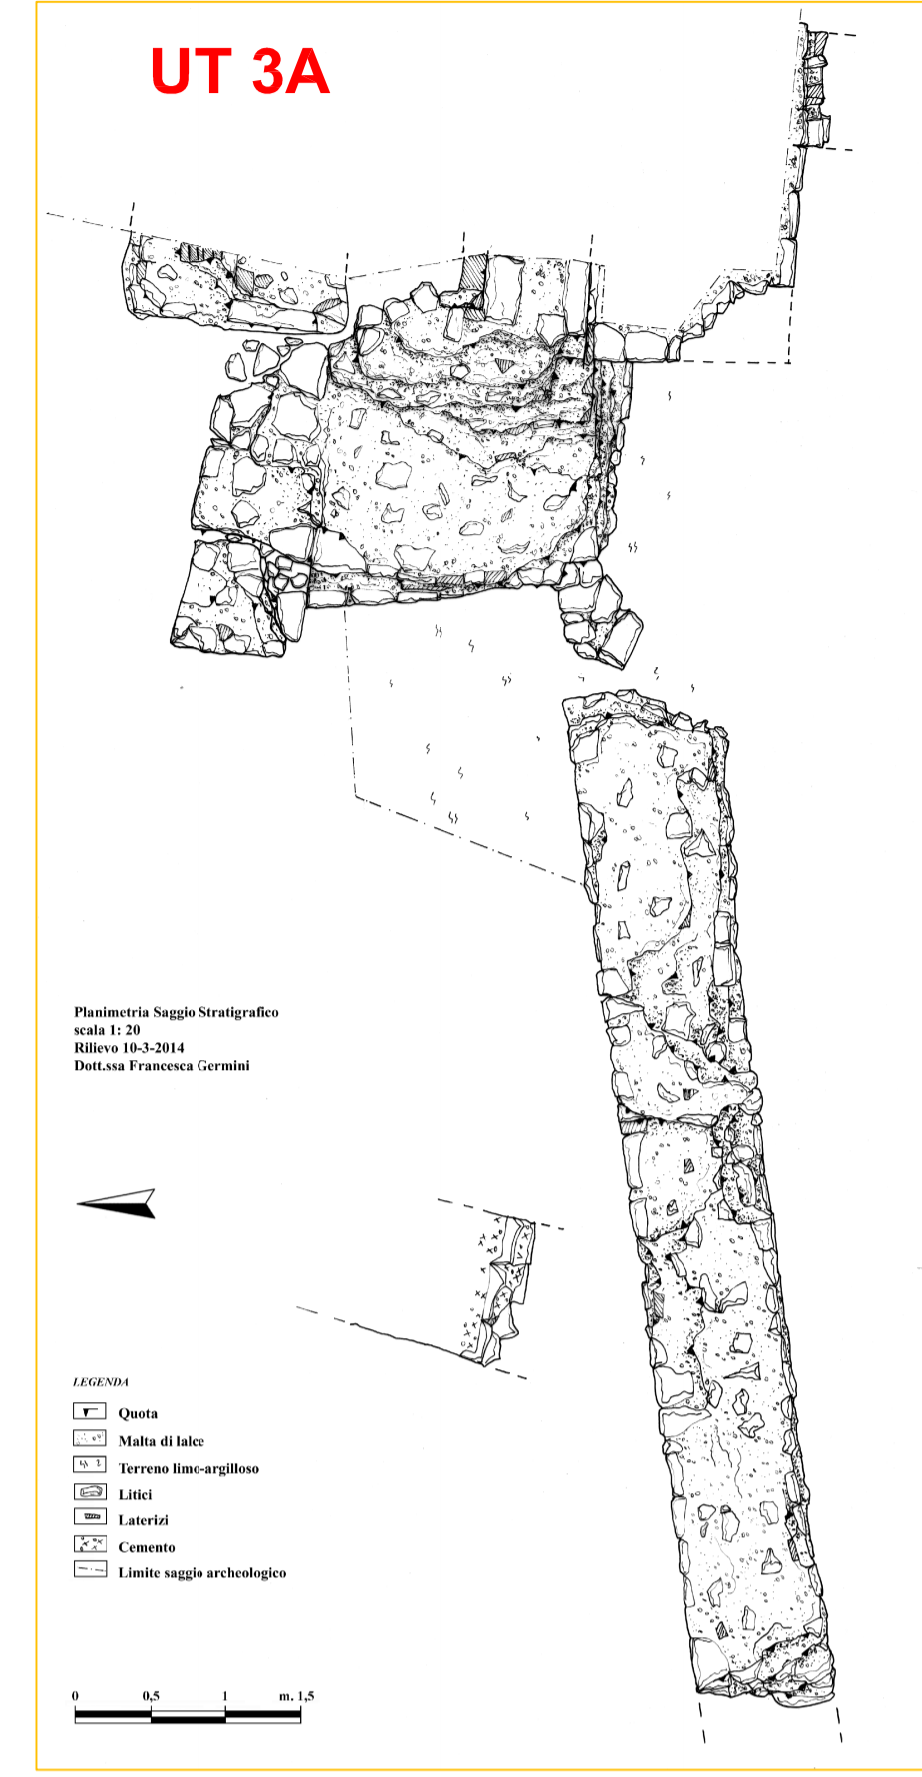 UT 3A
Planimetria Saggio Stratigrafico
scala 1: 20
Rilievo 10-3-2014
Dott.ssa Francesca Germini
LEGENDA
Quota
Malta di lalce
Terreno limo-argilloso
Litici
Laterizi
Cemento
Limite saggio archeologico
0 0,5 1 m. 1,5